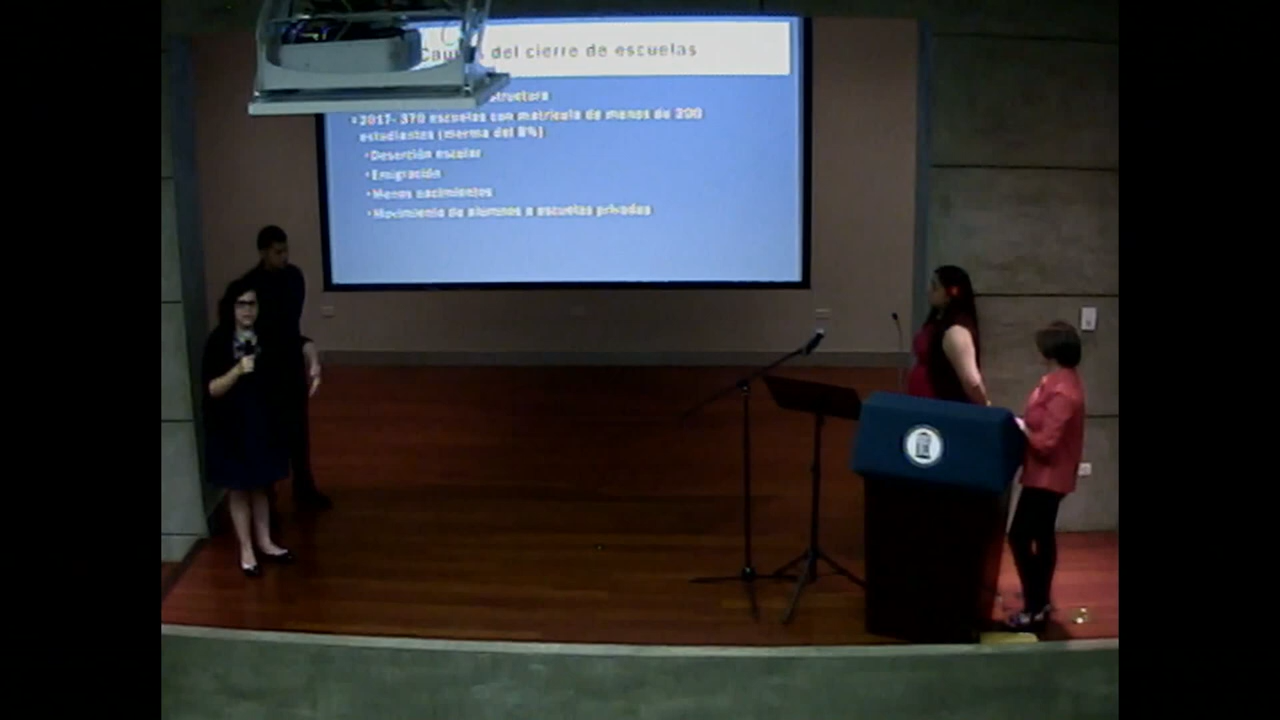 del cierre de escuelas
2017- 370 escuelas con matrícula de menos de 200
estudiantes (merma del 8%)
Deserción escolar
Emigración
Menos nacimientos
Movimiento de alumnos a escuelas privadas